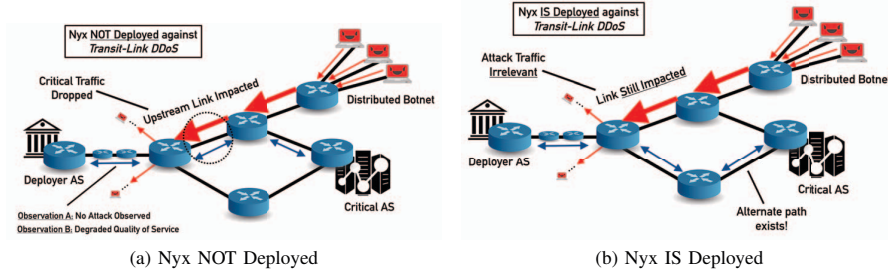 Nyx NOT Deployed against
Transit-Link DDoS
Critical Traffic
Dropped
Upstream Link Impacted
Distributed Botnet
Deployer AS
Critical AS
Observation A: No Attack Observed
Observation B: Degraded Quality of Service
(a) Nyx NOT Deployed
Nyx IS Deployed against
Transit-Link DDoS
Attack Traffic
Irrelevant
Link Still Impacted
Distributed Botne
Deployer AS
Critical AS
Alternate path
exists!
(b) Nyx IS Deployed